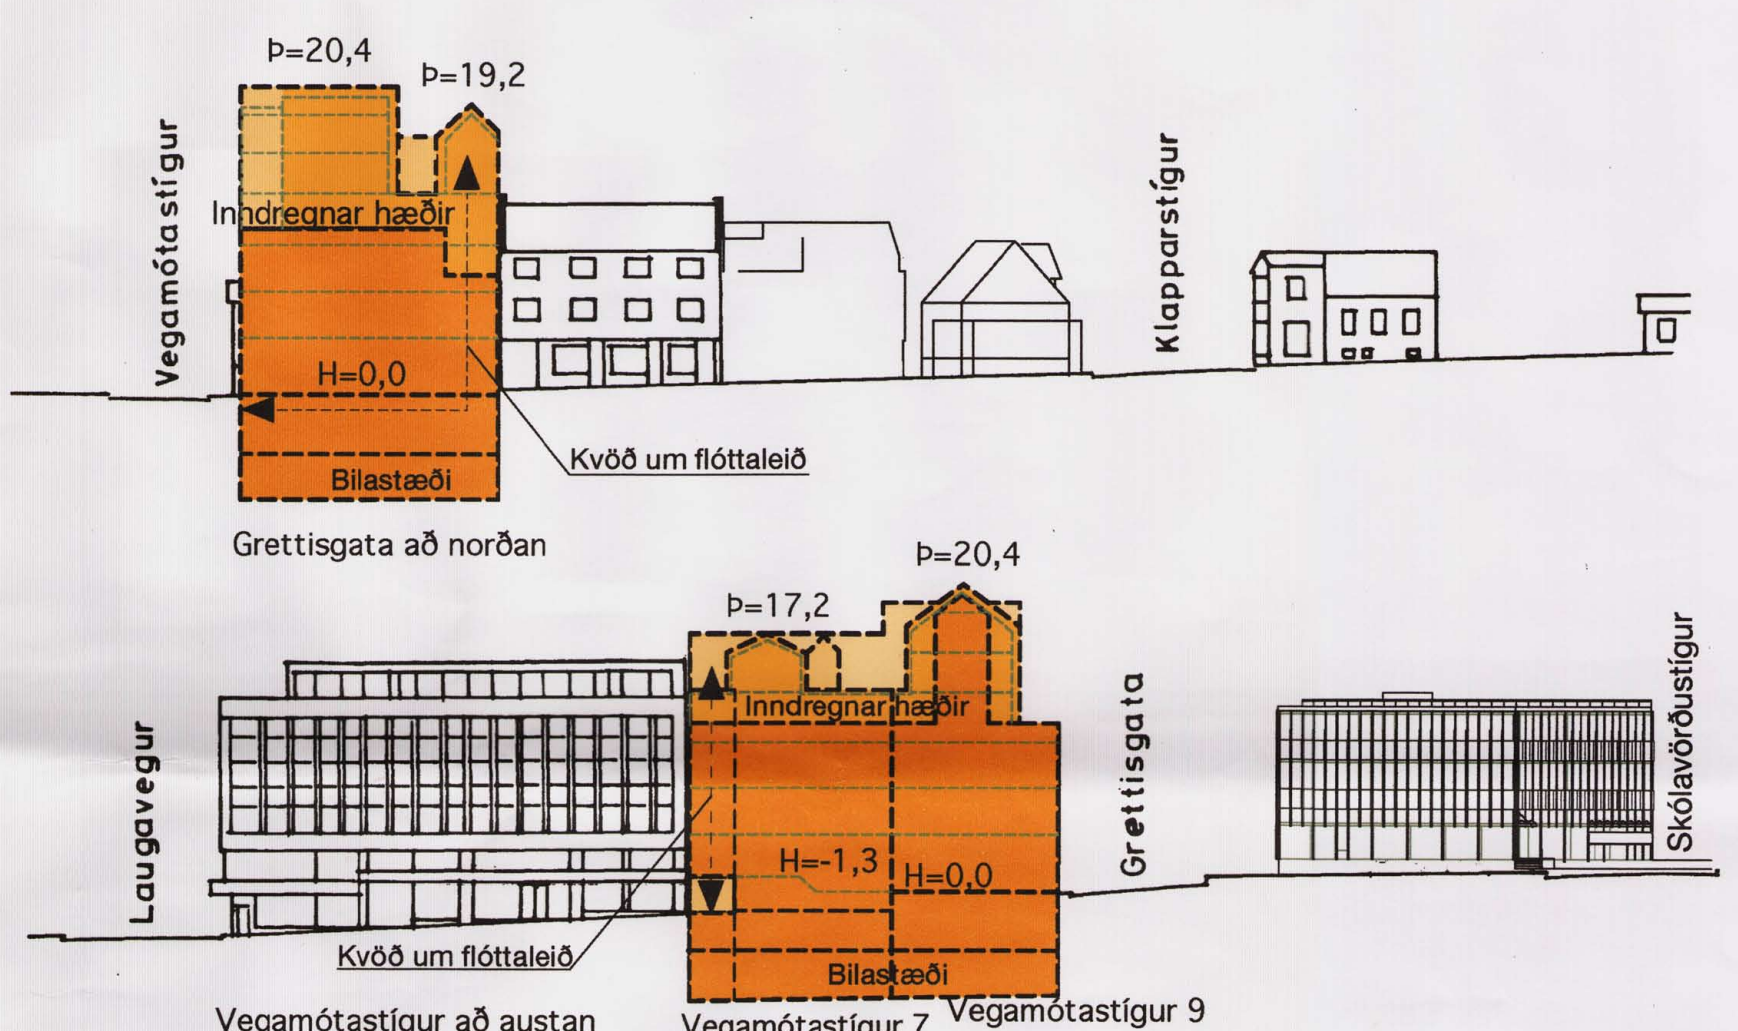 Þ=20,4
Þ=19,2
Vegamótastígur
Inndregnar hæðir
Klapparstígur
H=0,0
Kvöð um flóttaleið
Bilastæði
Grettisgata að norðan
Þ=20,4
Þ=17,2
Laugavegur
Inndregnar hæðir
Grettisgata
Skólavörðustígur
H=-1,3
H=0,0
Kvöð um flóttaleið
Bilastæði
Vegamótastígur að austan
Vegamótastígur 7
Vegamótastígur 9